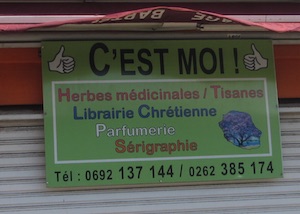 C'EST MOI !
Herbes médicinales / Tisanes
Librairie Chrétienne
Parfumerie
Sérigraphie
Tél : 0692 137 144 / 0262 385 174